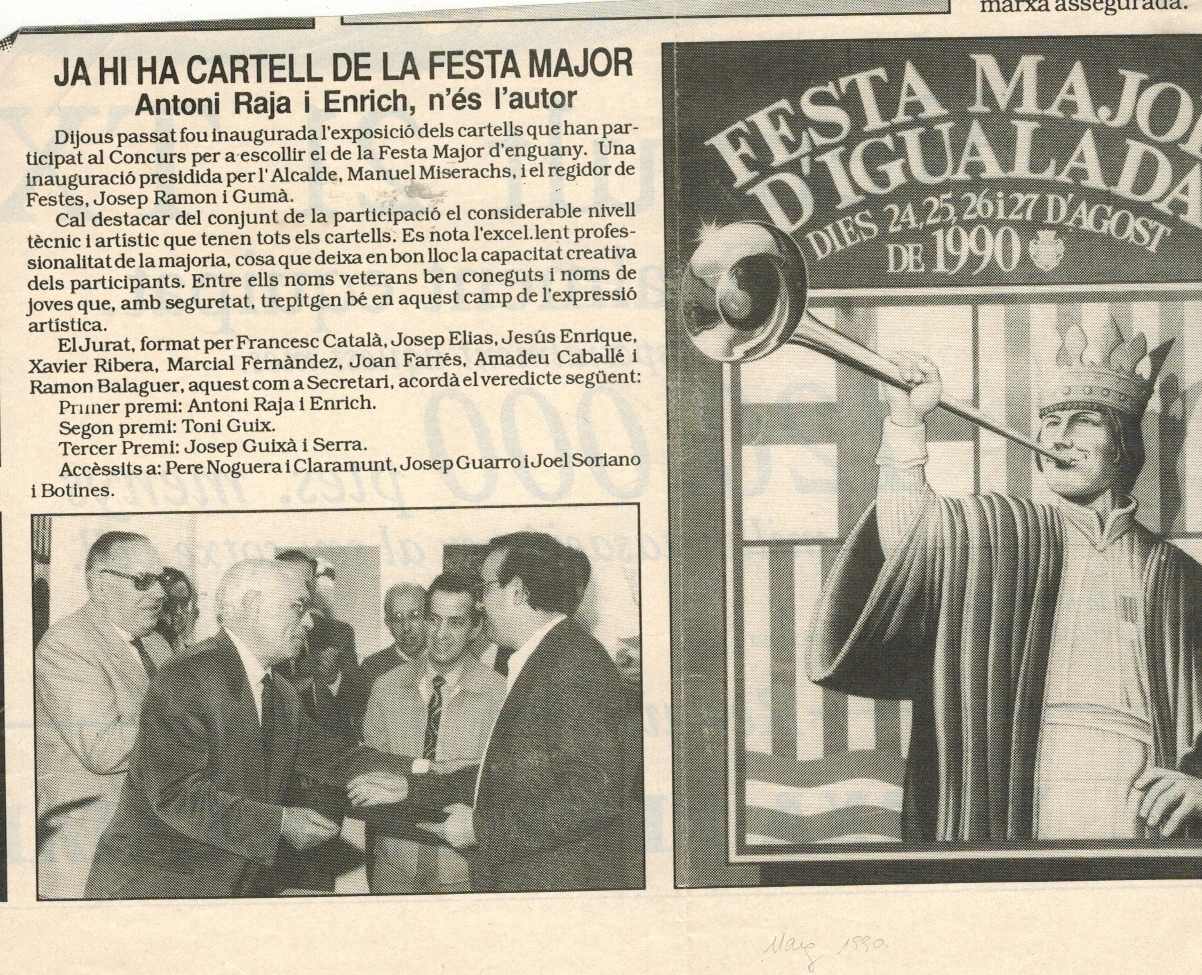 marxa assegurada.
JA HI HA CARTELL DE LA FESTA MAJOR
Antoni Raja i Enrich, n'és l'autor
Dijous passat fou inaugurada l'exposició dels cartells que han par-
ticipat al Concurs per a escollir el de la Festa Major d'enguany. Una
inauguració presidida per l'Alcalde, Manuel Miserachs, i el regidor de
Festes, Josep Ramon i Gumà.
Cal destacar del conjunt de la participació el considerable nivell
tècnic i artístic que tenen tots els cartells. Es nota l'excel.lent profes-
sionalitat de la majoria, cosa que deixa en bon lloc la capacitat creativa
dels participants. Entre ells noms veterans ben coneguts i noms de
joves que, amb seguretat, trepitgen bé en aquest camp de l'expressió
artística.
El Jurat, format per Francesc Català, Josep Elias, Jesús Enrique,
Xavier Ribera, Marcial Fernàndez, Joan Farrés, Amadeu Caballé i
Ramon Balaguer, aquest com a Secretari, acordà el veredicte següent:
Primer premi: Antoni Raja i Enrich.
Segon premi: Toni Guix.
Tercer Premi: Josep Guixà i Serra.
Accèssits a: Pere Noguera i Claramunt, Josep Guarro i Joel Soriano
i Botines.
FESTA MAJOR
D'IGUALADA
DIES 24, 25, 26 i 27 D'AGOST
DE 1990
Maig 1990